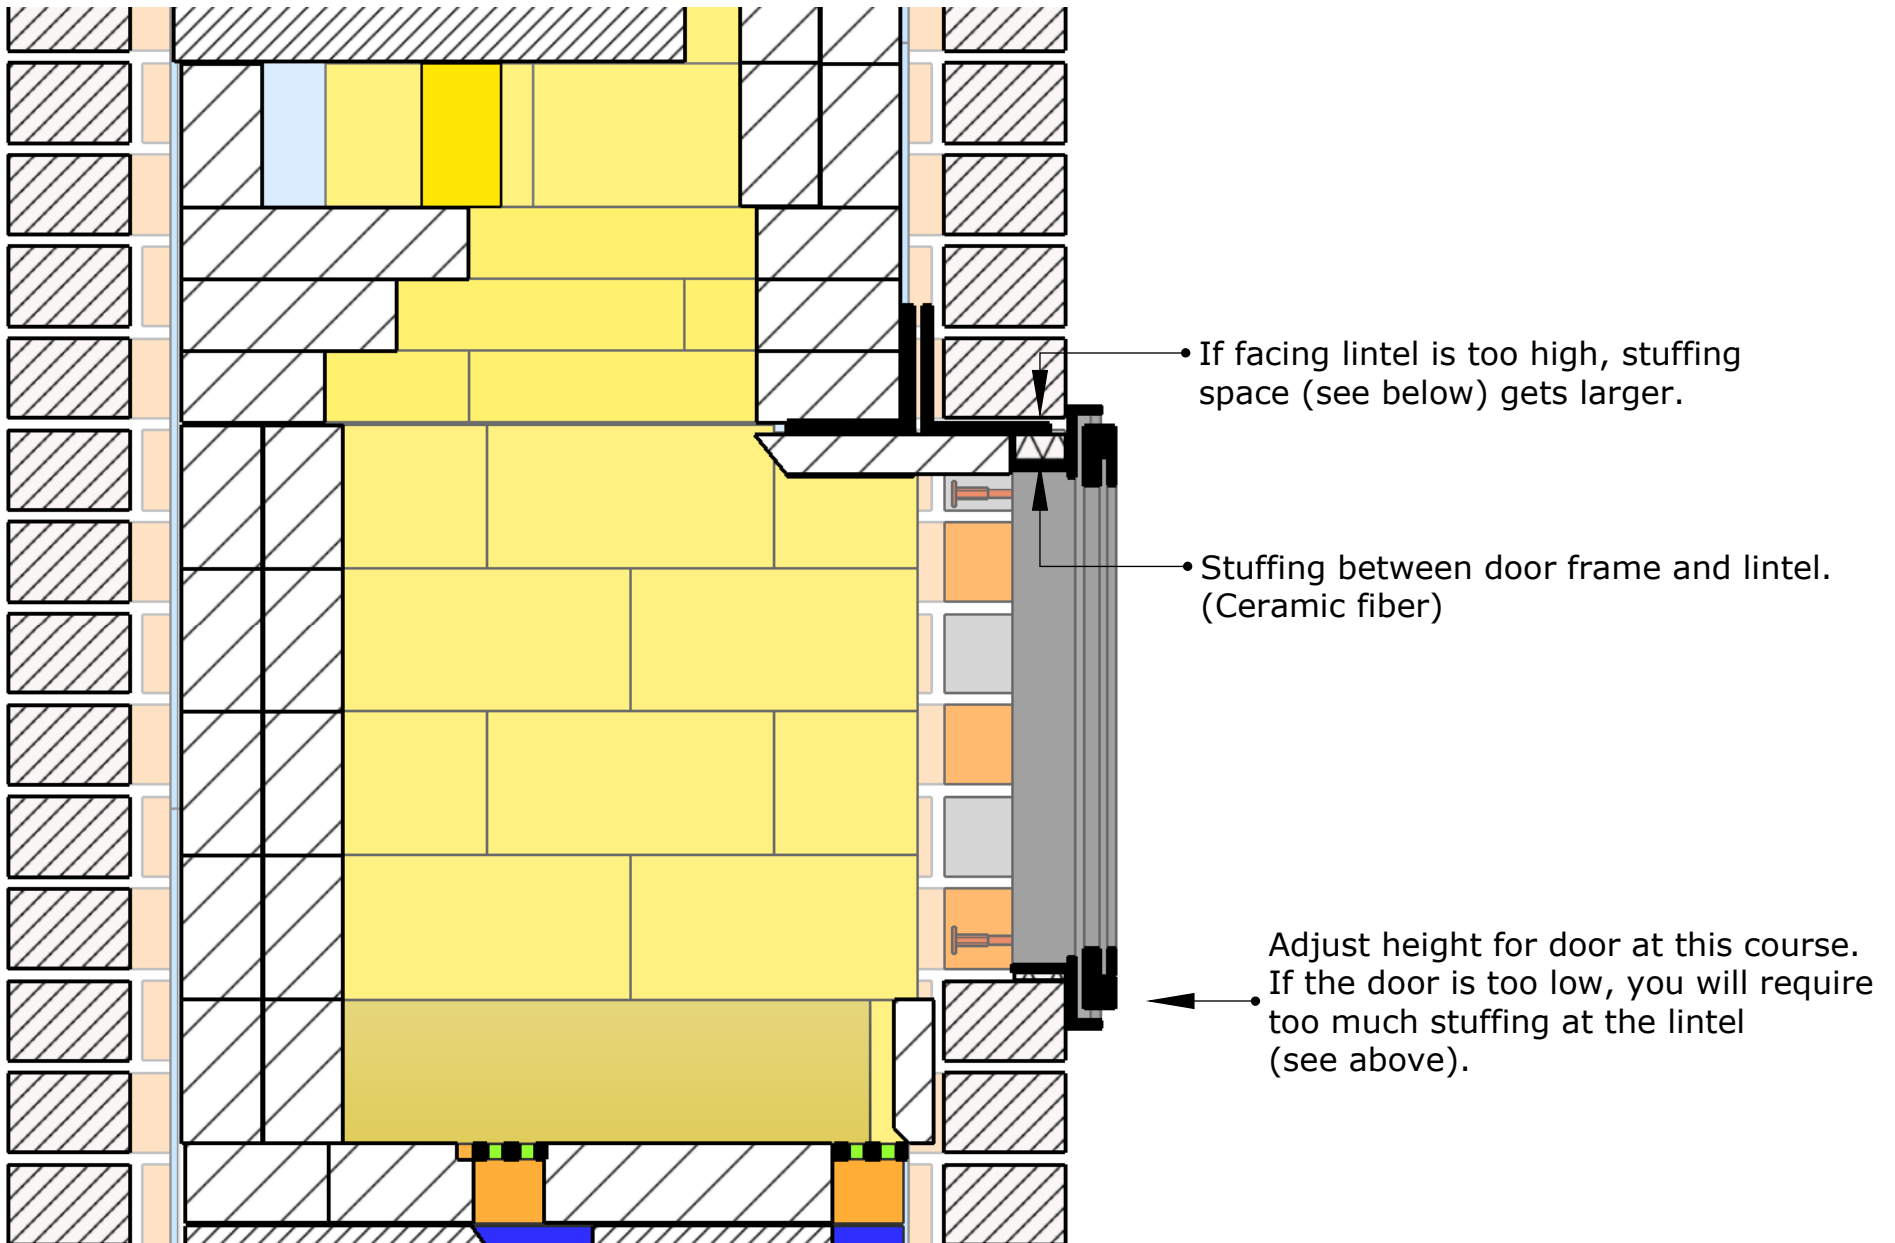 If facing lintel is too high, stuffing
space (see below) gets larger.
Stuffing between door frame and lintel.
(Ceramic fiber)
Adjust height for door at this course.
If the door is too low, you will require
too much stuffing at the lintel
(see above).